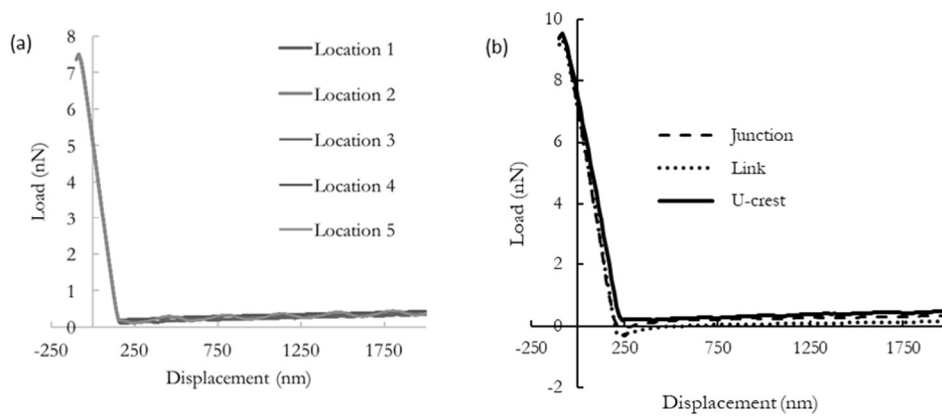 (a)
8
7
6
5
4
3
2
1
0
Load (nN)
-250
250
750
1250
1750
Displacement (nm)
Location 1
Location 2
Location 3
Location 4
Location 5
(b)
10
8
6
4
2
0
-2
Load (nN)
-250
250
750
1250
1750
Displacement (nm)
Junction
Link
U-crest